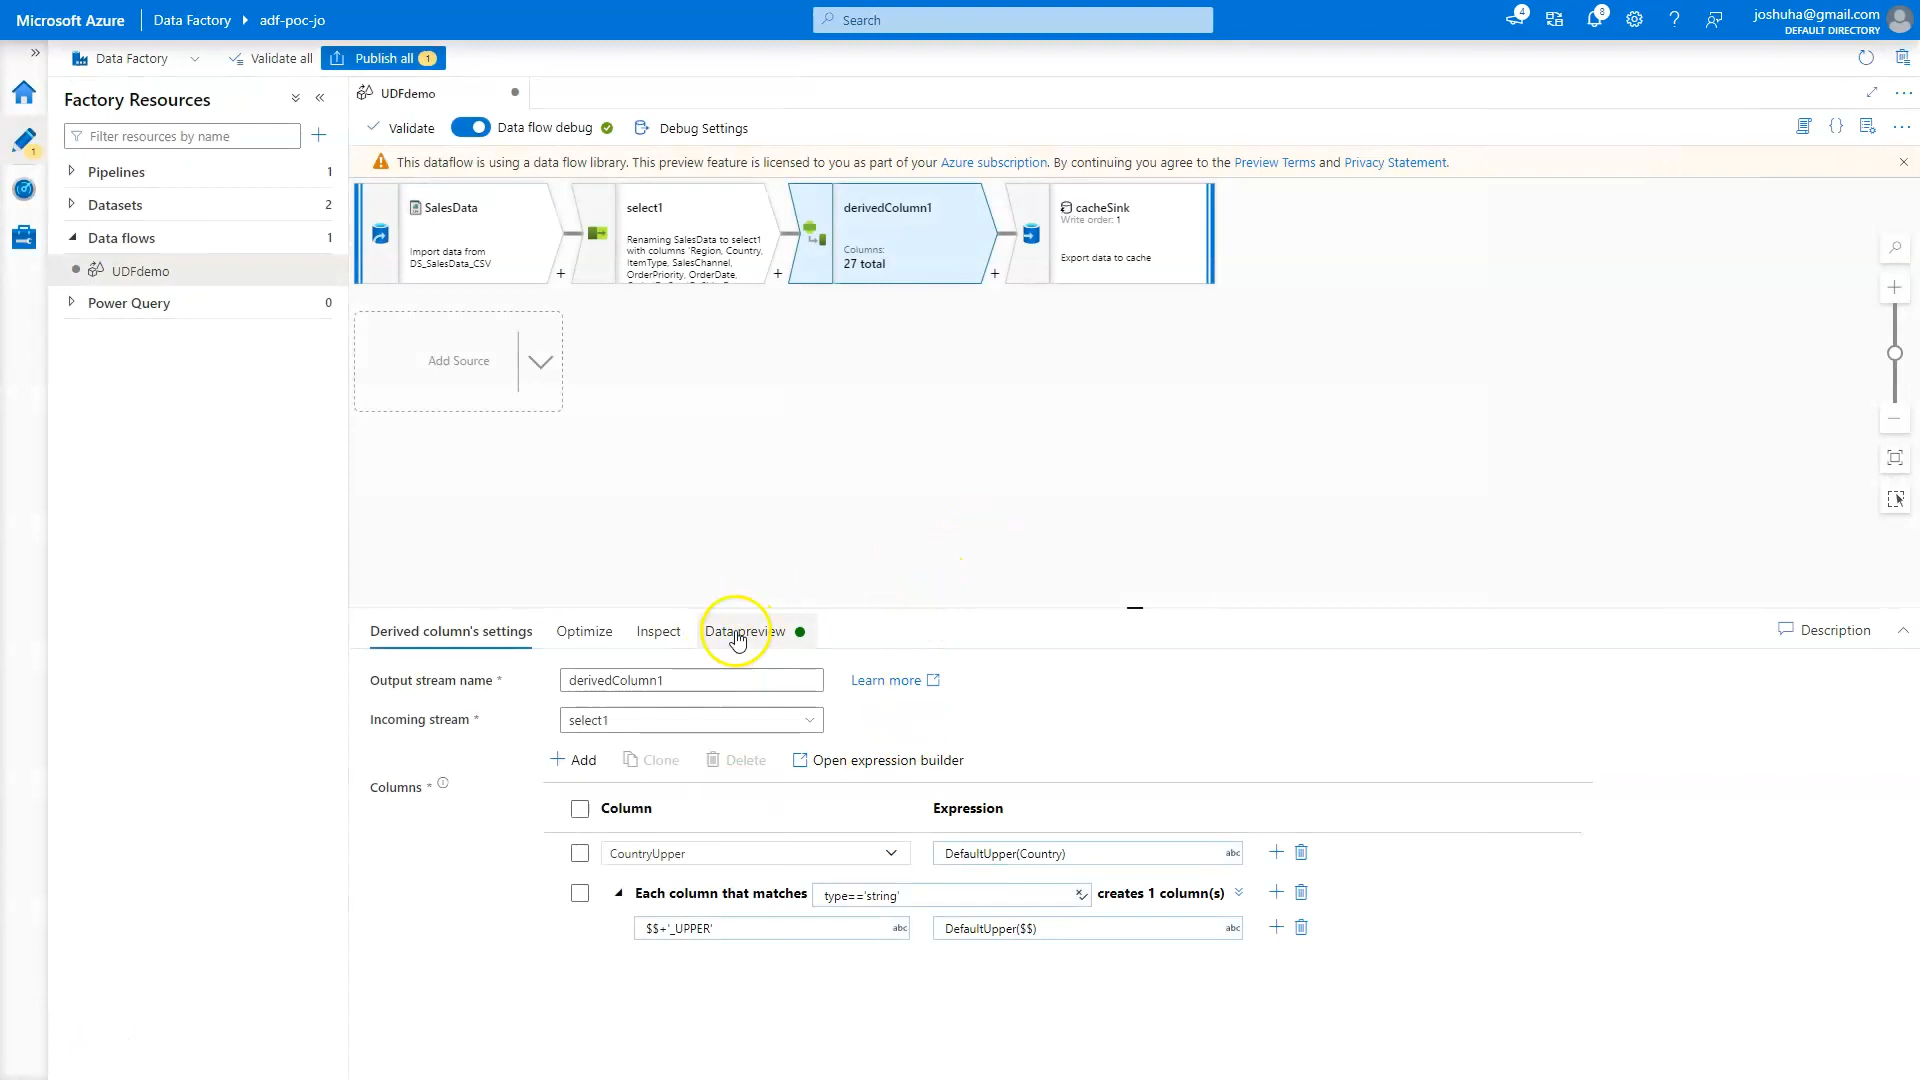 Microsoft Azure
Data Factory
adf-poc-jo
Search
4
8
joshuha@gmail.com
DEFAULT DIRECTORY
Data Factory
Validate all
Publish all
1
Factory Resources
UDFdemo
Filter resources by name
1
Validate
Data flow debug
Debug Settings
This dataflow is using a data flow library. This preview feature is licensed to you as part of your Azure subscription. By continuing you agree to the Preview Terms and Privacy Statement.
Pipelines
1
Datasets
2
Data flows
1
UDFdemo
Power Query
0
SalesData
Import data from
DS_SalesData_CSV
select1
Renaming SalesData to select1
with columns 'Region, Country,
ItemType, SalesChannel,
OrderPriority, OrderDate,
derivedColumn1
Columns:
27 total
cacheSink
Write order: 1
Export data to cache
Add Source
Derived column's settings
Optimize
Inspect
Data preview
Description
Output stream name *
derivedColumn1
Learn more
Incoming stream *
select1
Add
Clone
Delete
Open expression builder
Columns *
Column
Expression
CountryUpper
DefaultUpper(Country)
abc
Each column that matches
type=='string'
creates 1 column(s)
$$+'_UPPER'
abc
DefaultUpper($$)
abc